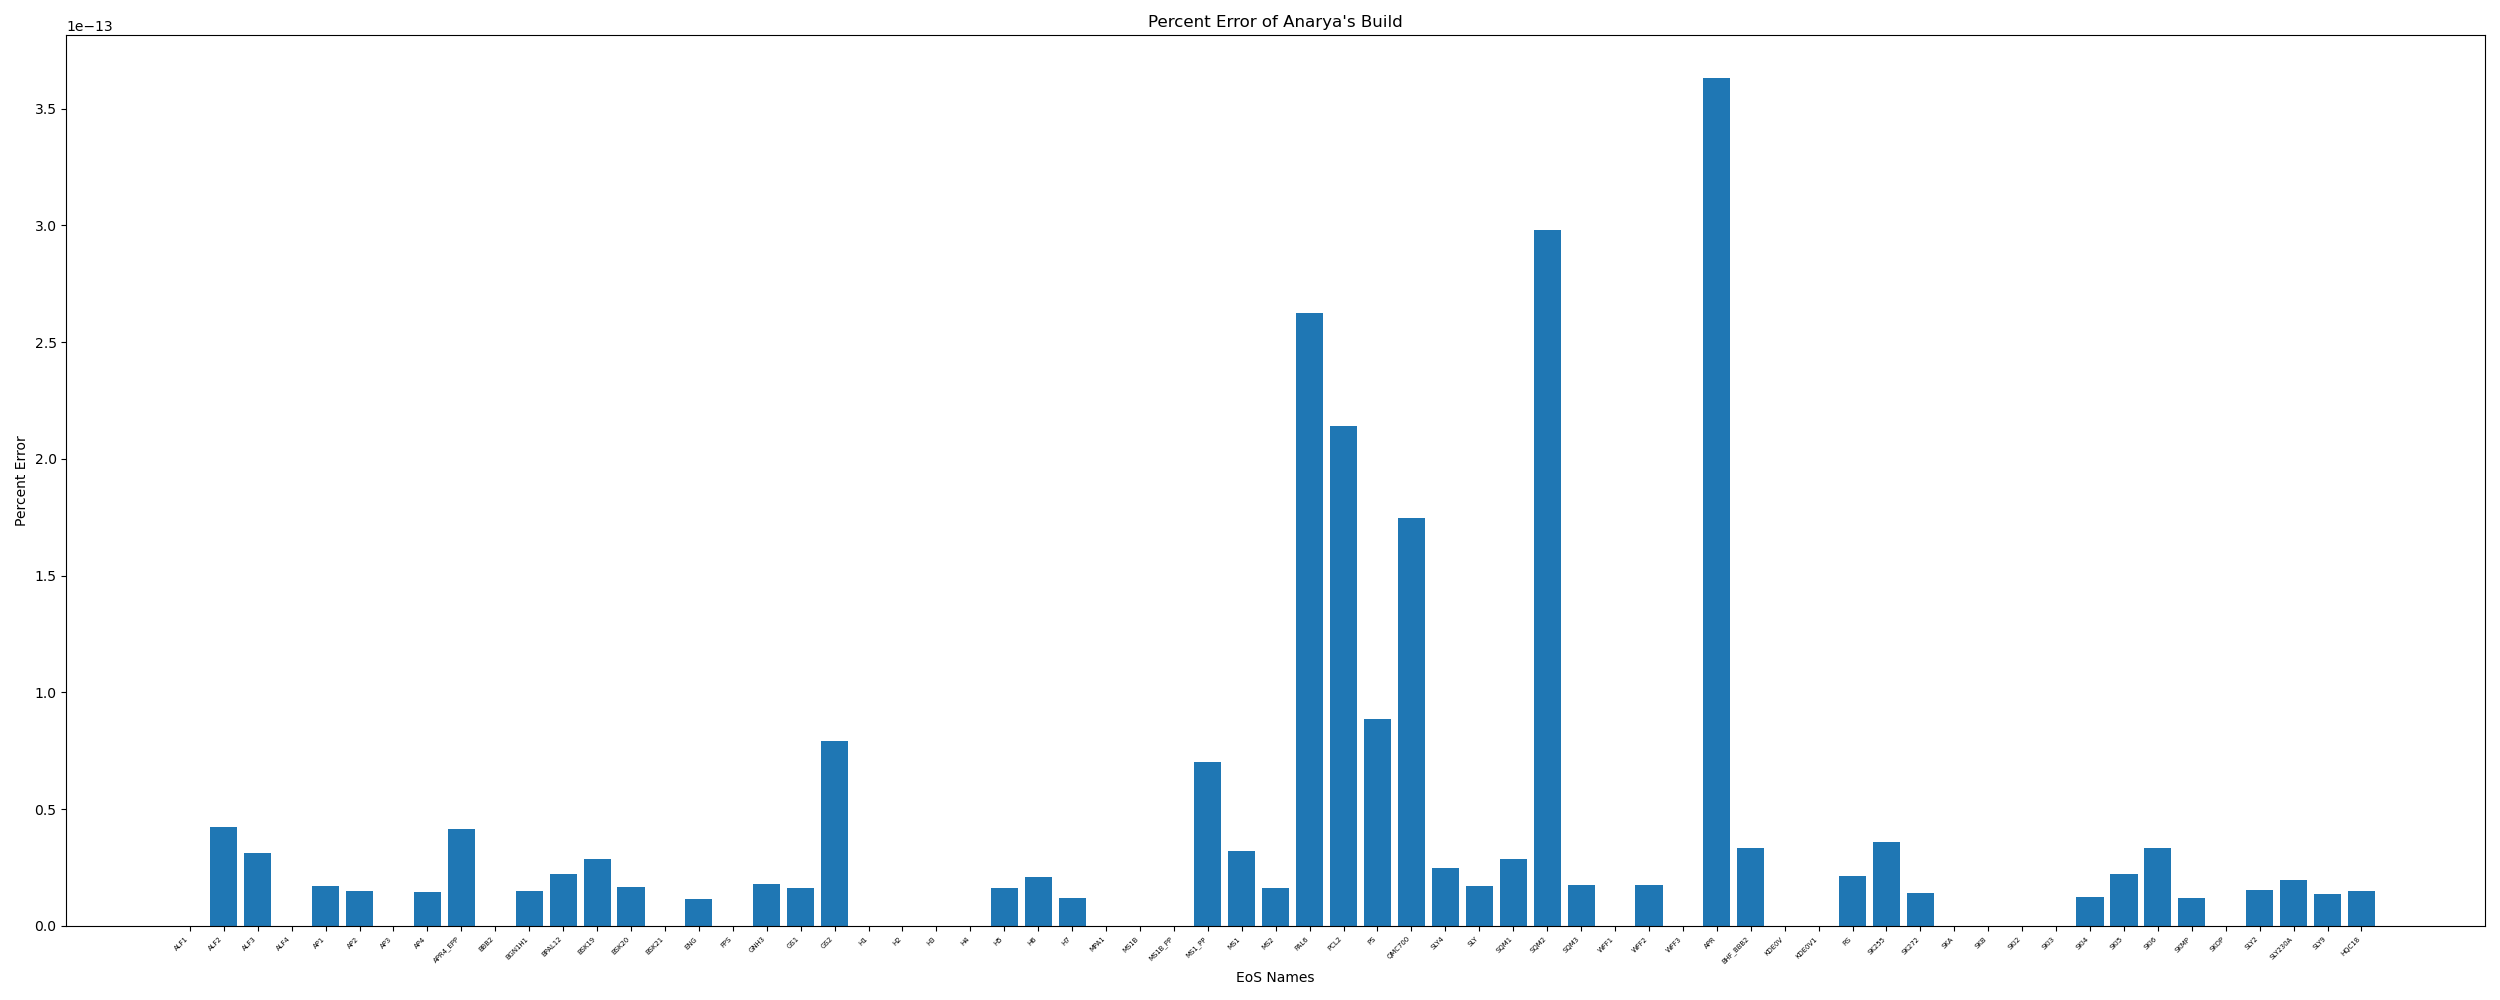 Percent Error of Anarya's Build
1e−13
3.5
3.0
2.5
2.0
1.5
1.0
0.5
0.0
Percent Error
ALF1
ALF2
ALF3
ALF4
AP1
AP2
AP3
AP4
APR4_EPP
BBB2
BGN1H1
BPAL12
BSK19
BSK20
BSK21
ENG
FPS
GNH3
GS1
GS2
H1
H2
H3
H4
H5
H6
H7
MPA1
MS1B
MS1B_PP
MS1_PP
MS1
MS2
PAL6
PCL2
PS
QMC700
SLY4
SLY
SQM1
SQM2
SQM3
WFF1
WFF2
WFF3
APR
BHF_BBB2
KDE0V
KDE0V1
RS
SK255
SK272
SKA
SKB
SKI2
SKI3
SKI4
SKI5
SKI6
SKMP
SKOP
SLY2
SLY230A
SLY9
HQC18
EoS Names